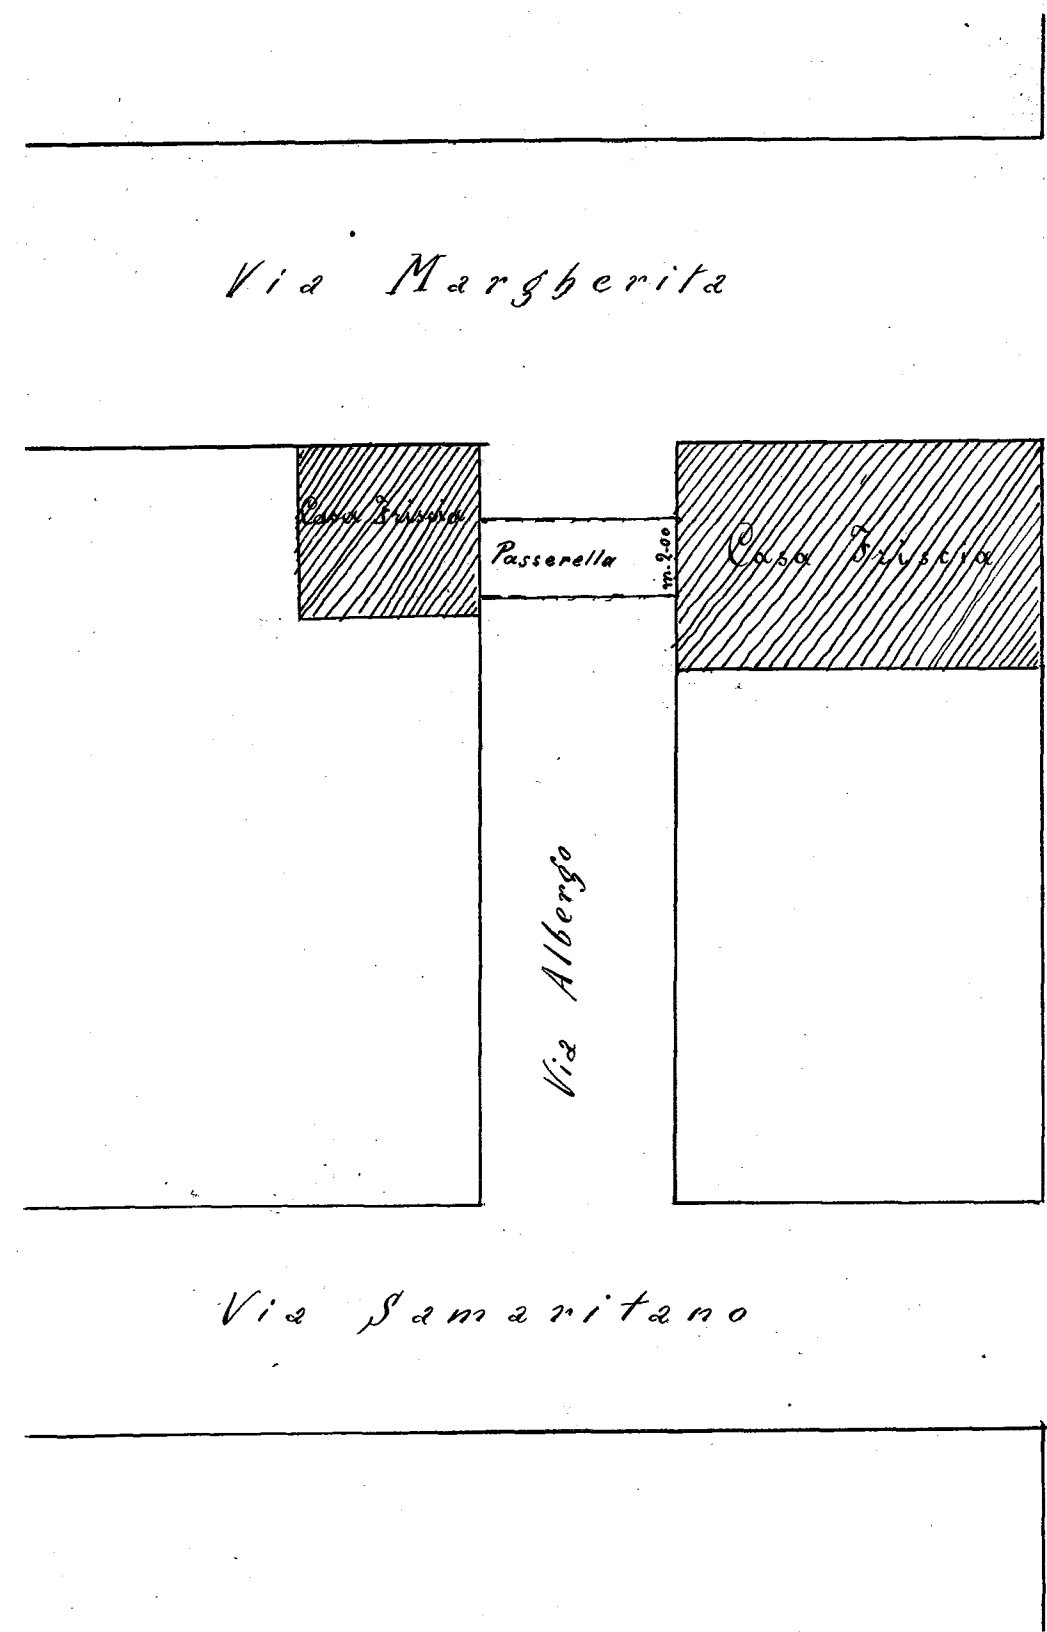 Via Margherita
Casa Friscia
Passerella
m. 2.00
Casa Friscia
Via Albergo
Via Samaritano